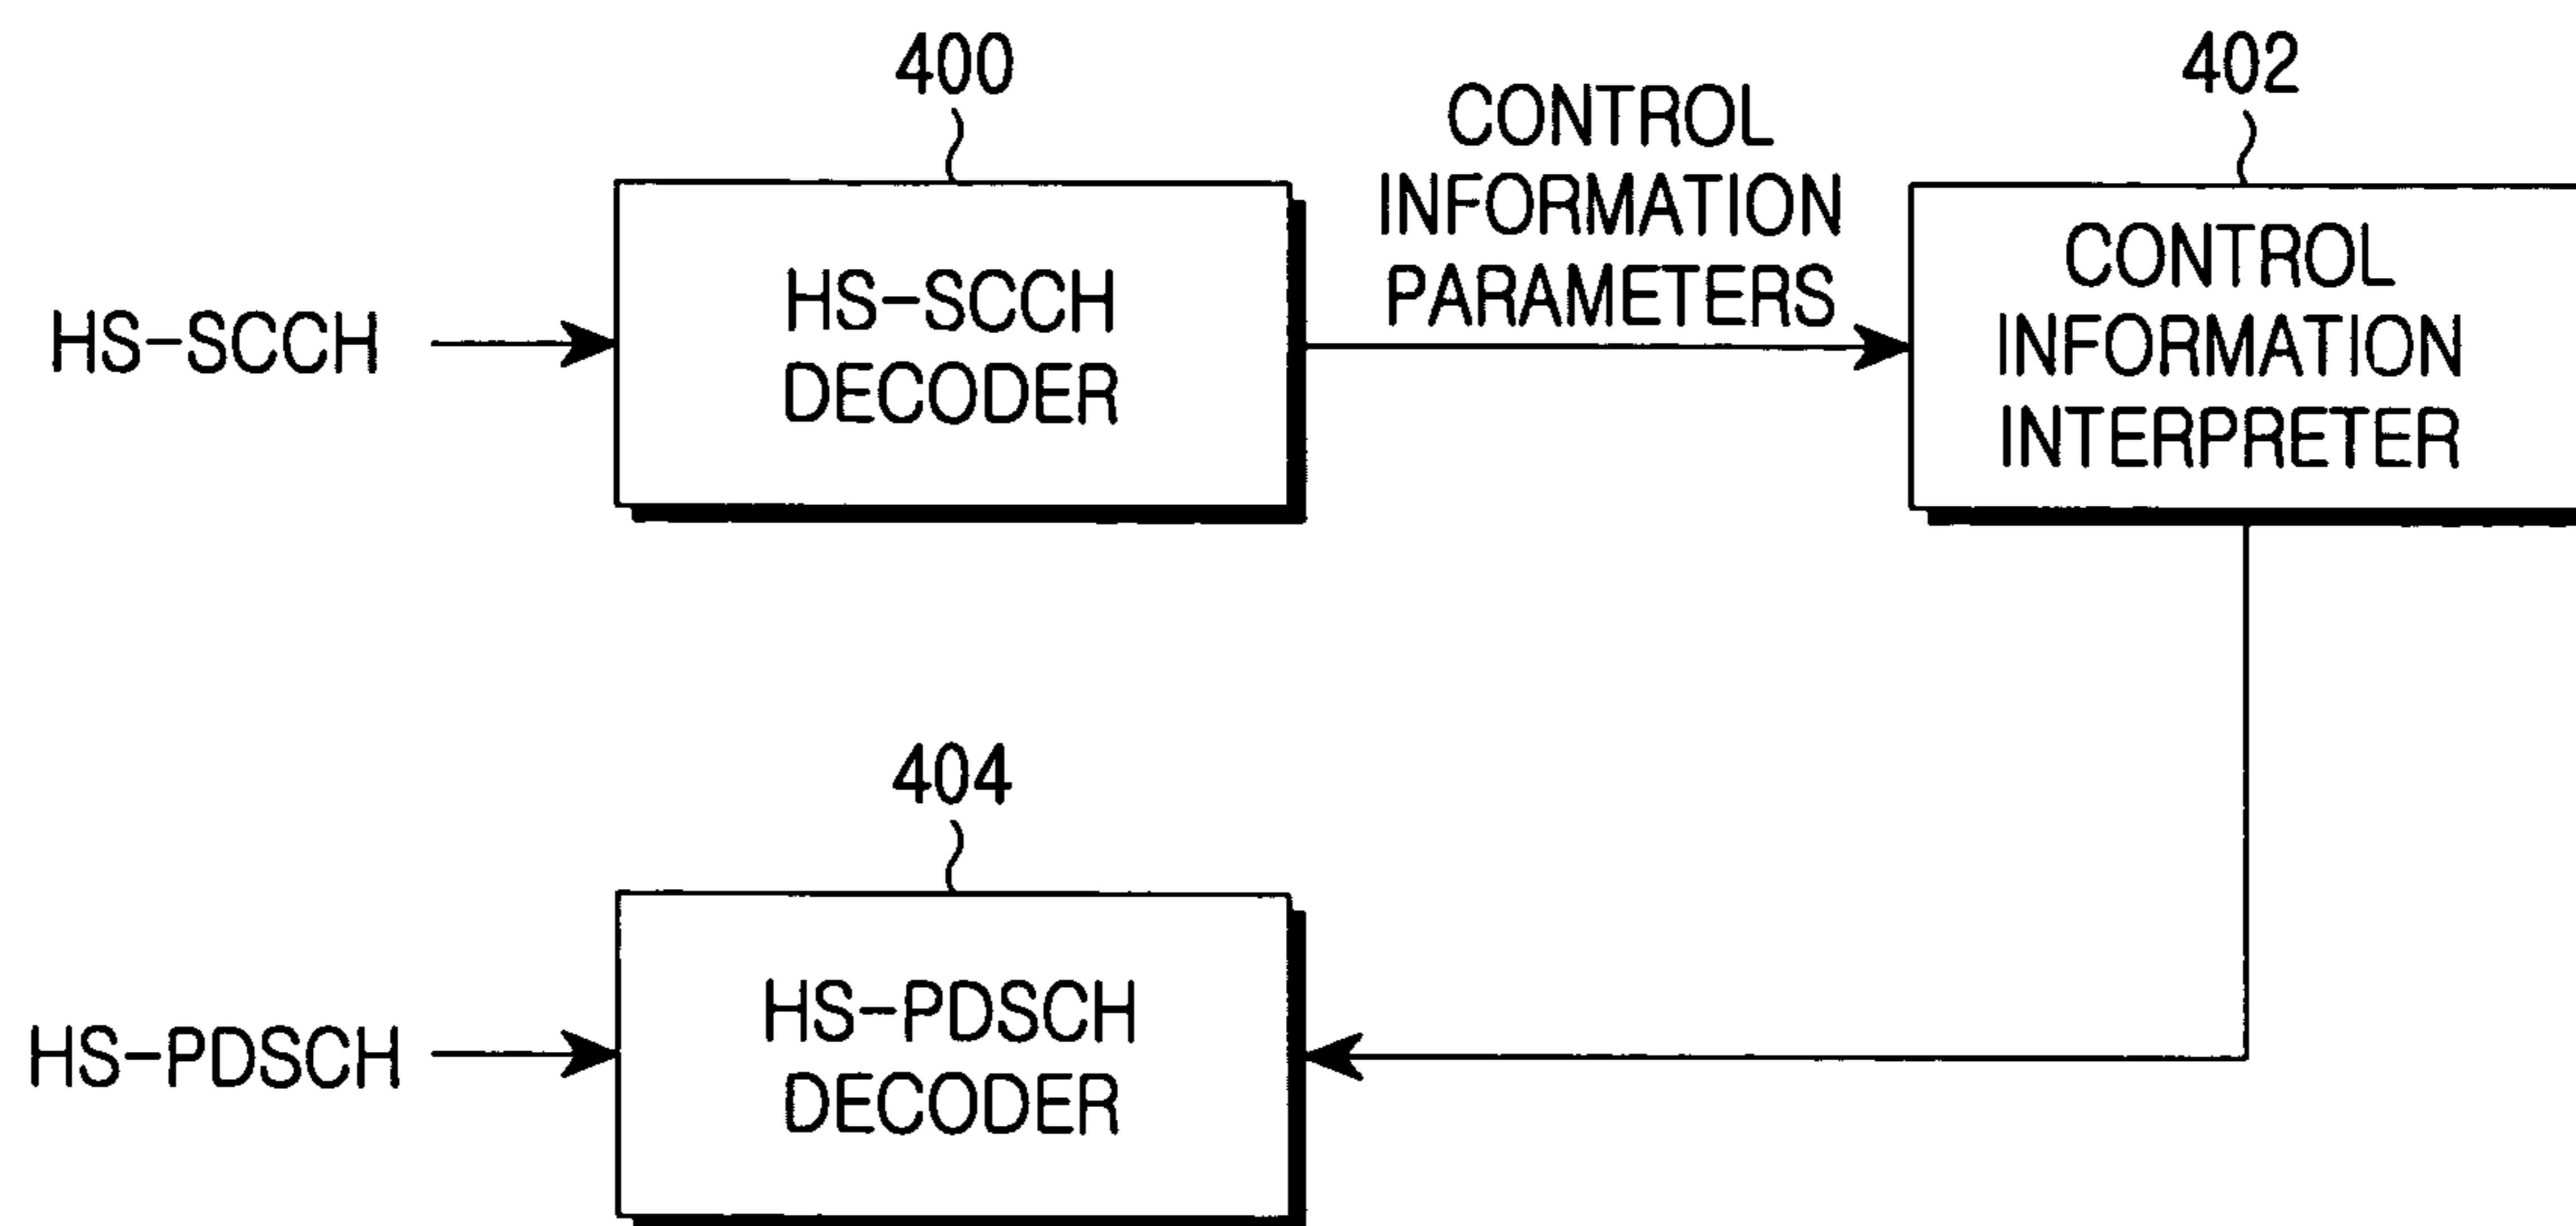 400
402
CONTROL
INFORMATION
PARAMETERS
HS-SCCH
HS-SCCH
DECODER
CONTROL
INFORMATION
INTERPRETER
404
HS-PDSCH
HS-PDSCH
DECODER